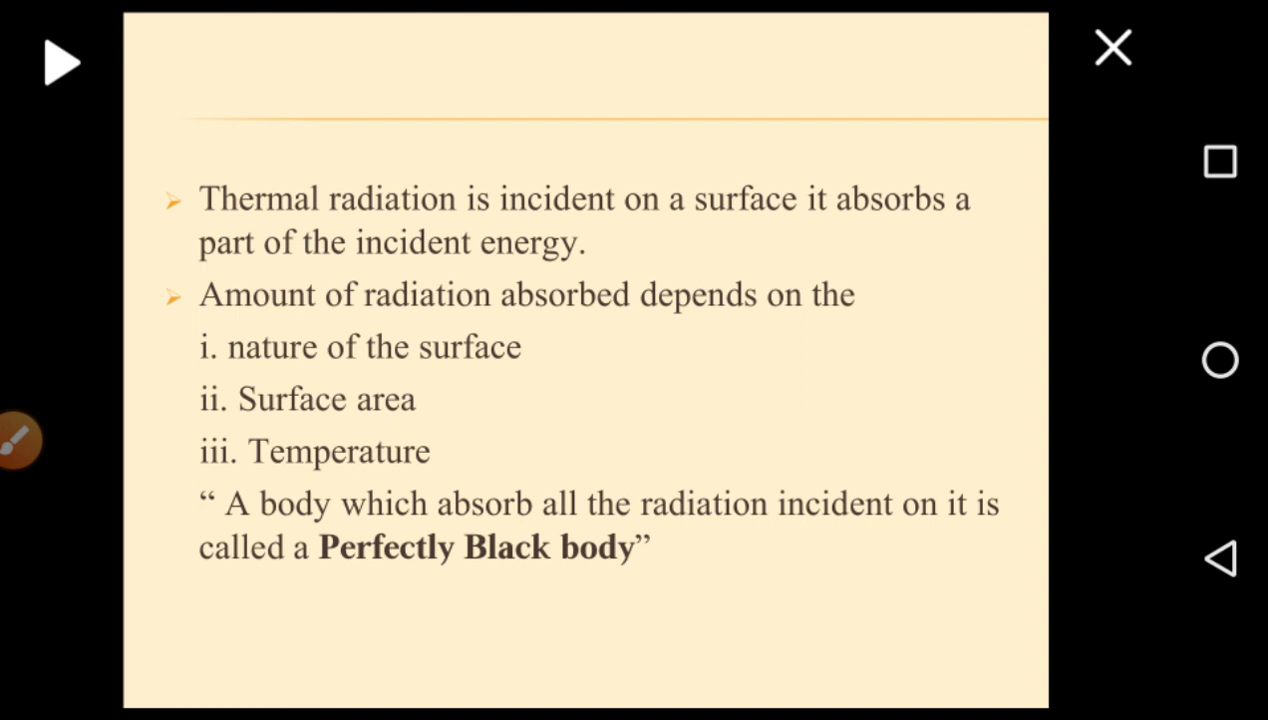 Thermal radiation is incident on a surface it absorbs a
part of the incident energy.
Amount of radiation absorbed depends on the
i. nature of the surface
ii. Surface area
iii. Temperature
“ A body which absorb all the radiation incident on it is
called a Perfectly Black body”